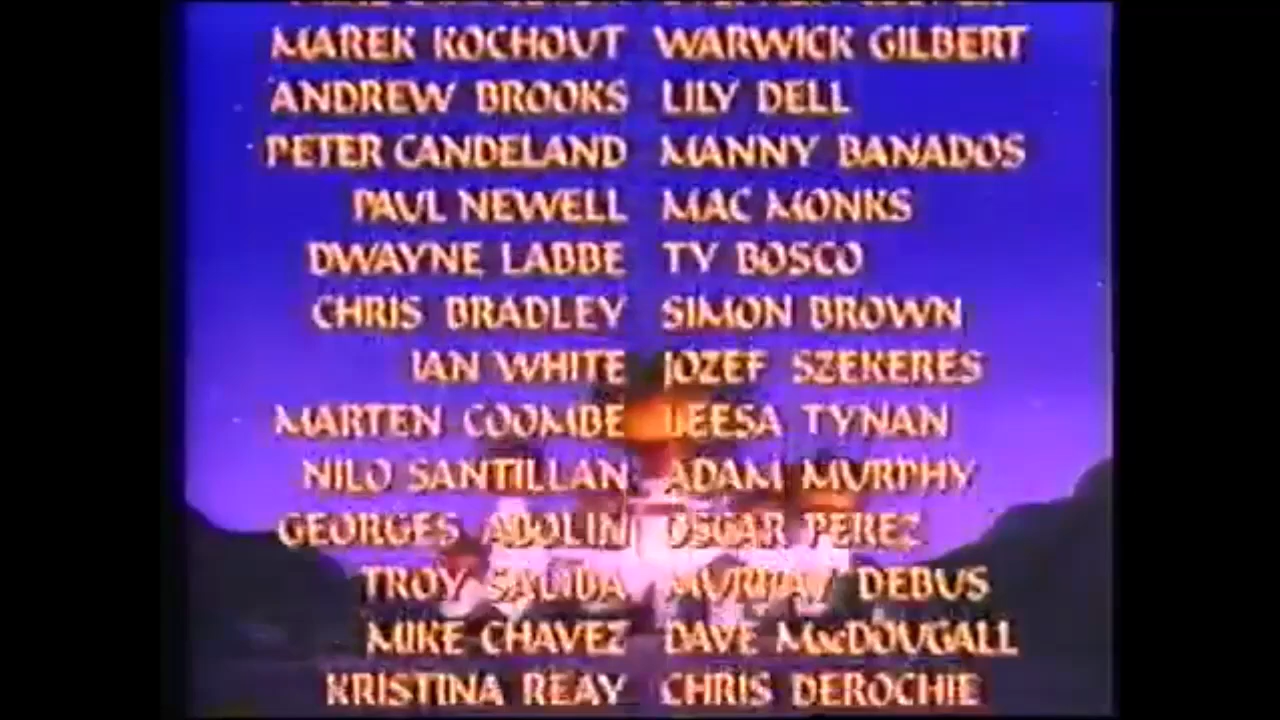 MAREK KOCHOUT WARWICK GILBERT
ANDREW BROOKS LILY DELL
PETER CANDELAND MANNY BANADOS
PAUL NEWELL MAC MONKS
DWAYNE LABBE TY BOSCO
CHRIS BRADLEY SIMON BROWN
IAN WHITE JOZEF SZEKERES
MARTEN COOMBE LEESA TYNAN
NILO SANTILLAN ADAM MURPHY
GEORGES ABOLIN OSCAR PEREZ
TROY SALIBA MURRAY DEBUS
MIKE CHAVEZ DAVE MacDOUGALL
KRISTINA REAY CHRIS DEROCHIE